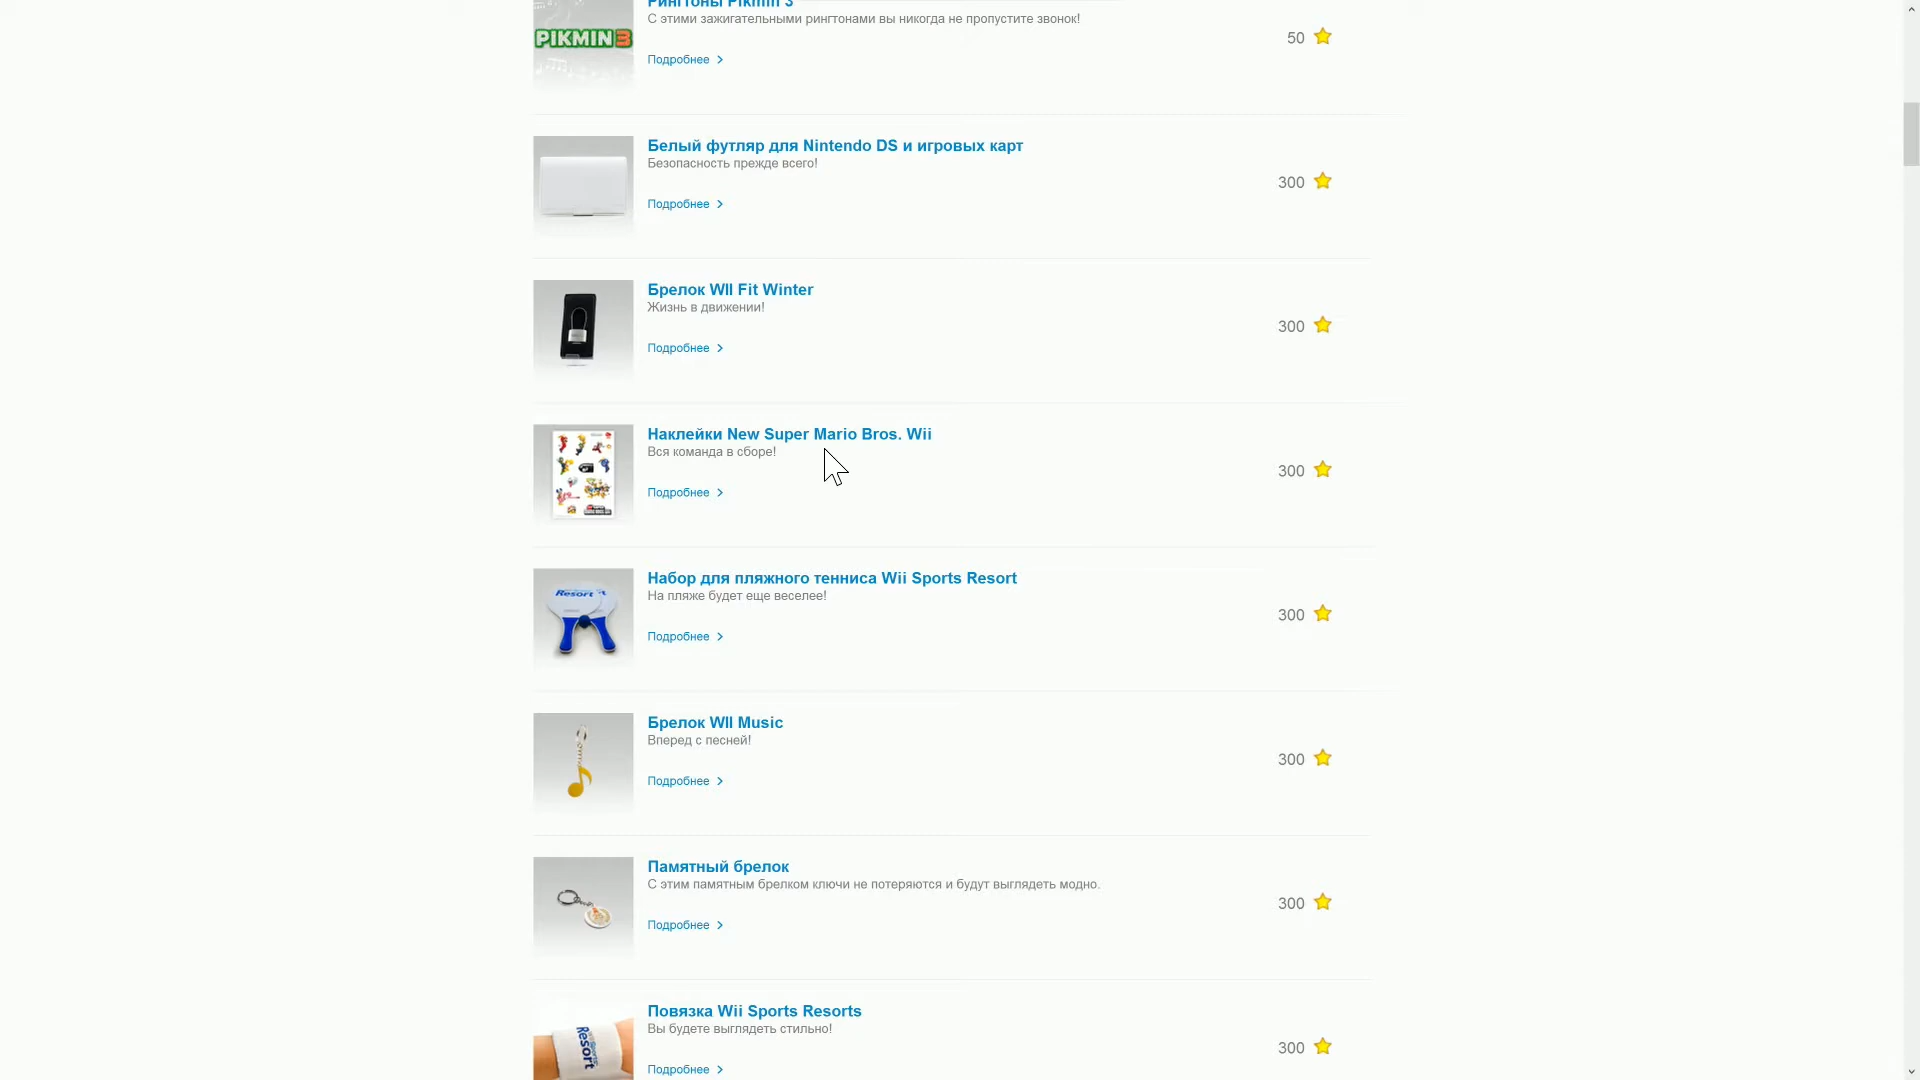 Рингтоны Pikmin 3
PIKMIN 3
С этими зажигательными рингтонами вы никогда не пропустите звонок!
50
Подробнее
Белый футляр для Nintendo DS и игровых карт
Безопасность прежде всего!
300
Подробнее
Брелок WII Fit Winter
Жизнь в движении!
300
Подробнее
Наклейки New Super Mario Bros. Wii
Вся команда в сборе!
300
Подробнее
Набор для пляжного тенниса Wii Sports Resort
На пляже будет еще веселее!
Resort
300
Подробнее
Брелок WII Music
Вперед с песней!
300
Подробнее
Памятный брелок
С этим памятным брелком ключи не потеряются и будут выглядеть модно.
300
Подробнее
Повязка Wii Sports Resorts
Вы будете выглядеть стильно!
Resort
300
Подробнее